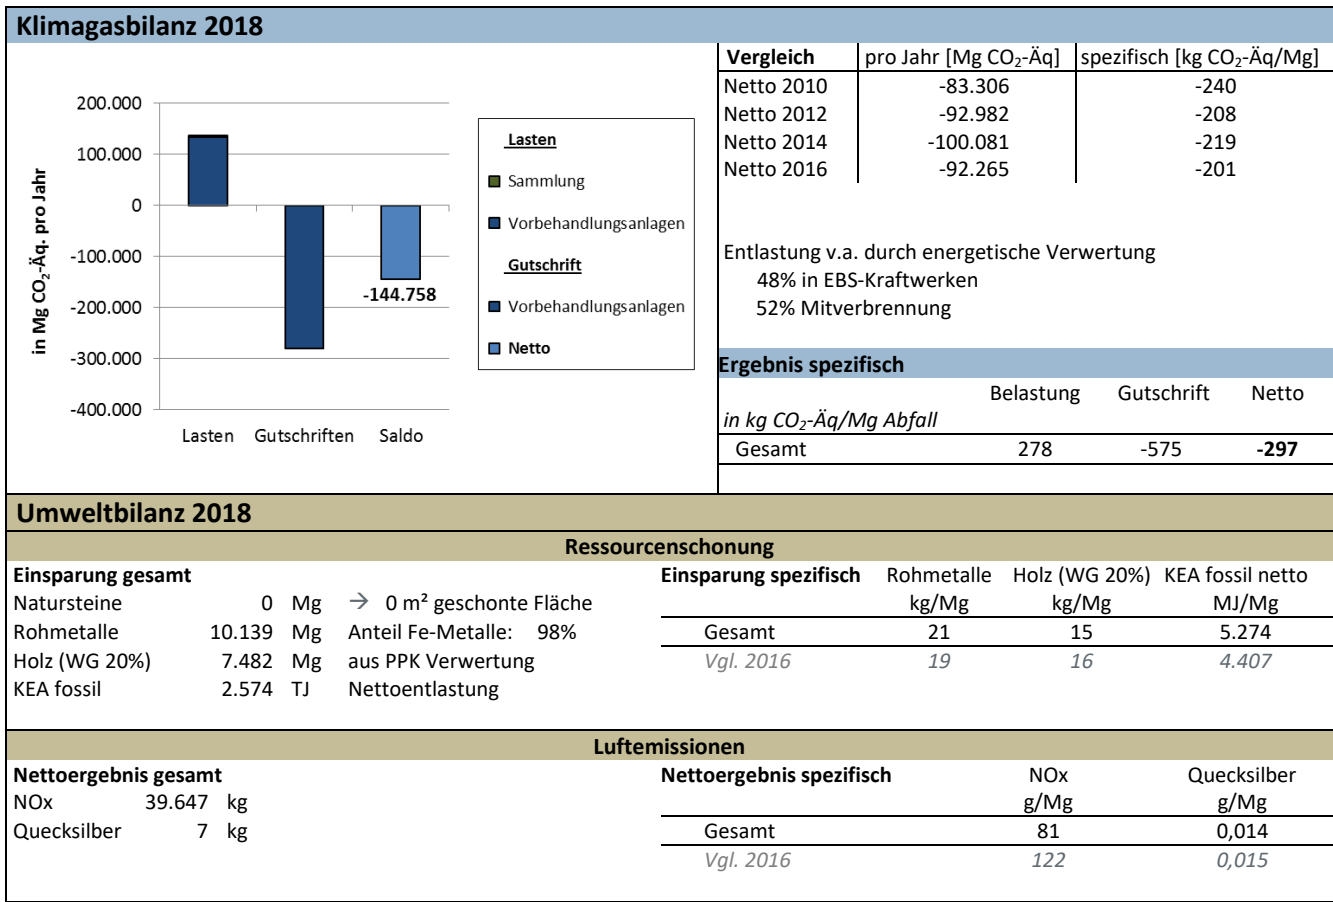 Klimagasbilanz 2018
Vergleich pro Jahr [Mg CO₂-Äq] spezifisch [kg CO₂-Äq/Mg]
Netto 2010 -83.306 -240
Netto 2012 -92.982 -208
Netto 2014 -100.081 -219
Netto 2016 -92.265 -201
in Mg CO₂-Äq. pro Jahr
200.000
100.000
0
-100.000
-200.000
-300.000
-400.000
-144.758
Lasten Gutschriften Saldo
Lasten
Sammlung
Vorbehandlungsanlagen
Gutschrift
Vorbehandlungsanlagen
Netto
Entlastung v.a. durch energetische Verwertung
48% in EBS-Kraftwerken
52% Mitverbrennung
Ergebnis spezifisch
Belastung Gutschrift Netto
in kg CO₂-Äq/Mg Abfall
Gesamt 278 -575 -297
Umweltbilanz 2018
Ressourcenschonung
Einsparung gesamt
Natursteine 0 Mg → 0 m² geschonte Fläche
Rohmetalle 10.139 Mg Anteil Fe-Metalle: 98%
Holz (WG 20%) 7.482 Mg aus PPK Verwertung
KEA fossil 2.574 TJ Nettoentlastung
Einsparung spezifisch Rohmetalle Holz (WG 20%) KEA fossil netto
kg/Mg kg/Mg MJ/Mg
Gesamt 21 15 5.274
Vgl. 2016 19 16 4.407
Luftemissionen
Nettoergebnis gesamt
NOx 39.647 kg
Quecksilber 7 kg
Nettoergebnis spezifisch NOx Quecksilber
g/Mg g/Mg
Gesamt 81 0,014
Vgl. 2016 122 0,015